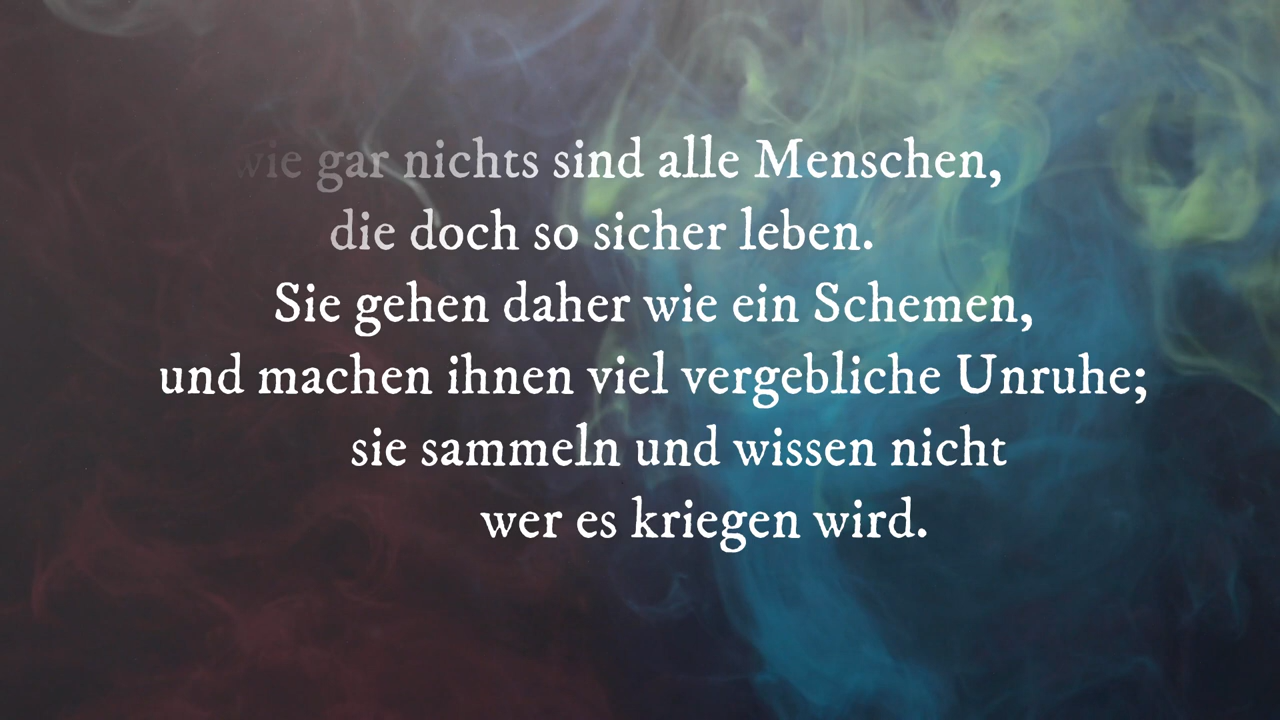 wie gar nichts sind alle Menschen,
die doch so sicher leben.
Sie gehen daher wie ein Schemen,
und machen ihnen viel vergebliche Unruhe;
sie sammeln und wissen nicht
wer es kriegen wird.